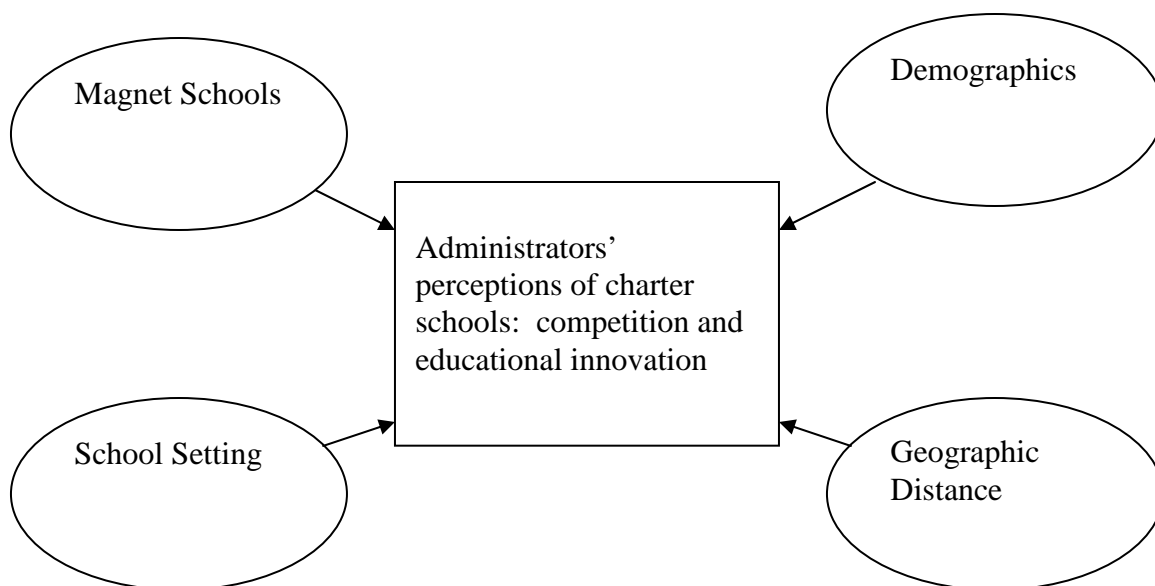 Magnet Schools
Demographics
Administrators’
perceptions of charter
schools:  competition and
educational innovation
School Setting
Geographic
Distance